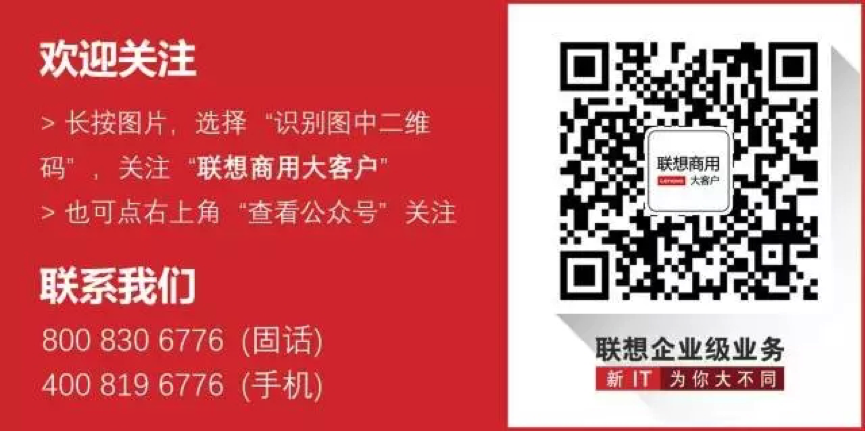 欢迎关注
> 长按图片，选择“识别图中二维
码”，关注“联想商用大客户”
> 也可点右上角“查看公众号”关注
联系我们
800 830 6776 (固话)
400 819 6776 (手机)
联想商用
Lenovo 大客户
联想企业级业务
新 IT 为你大不同